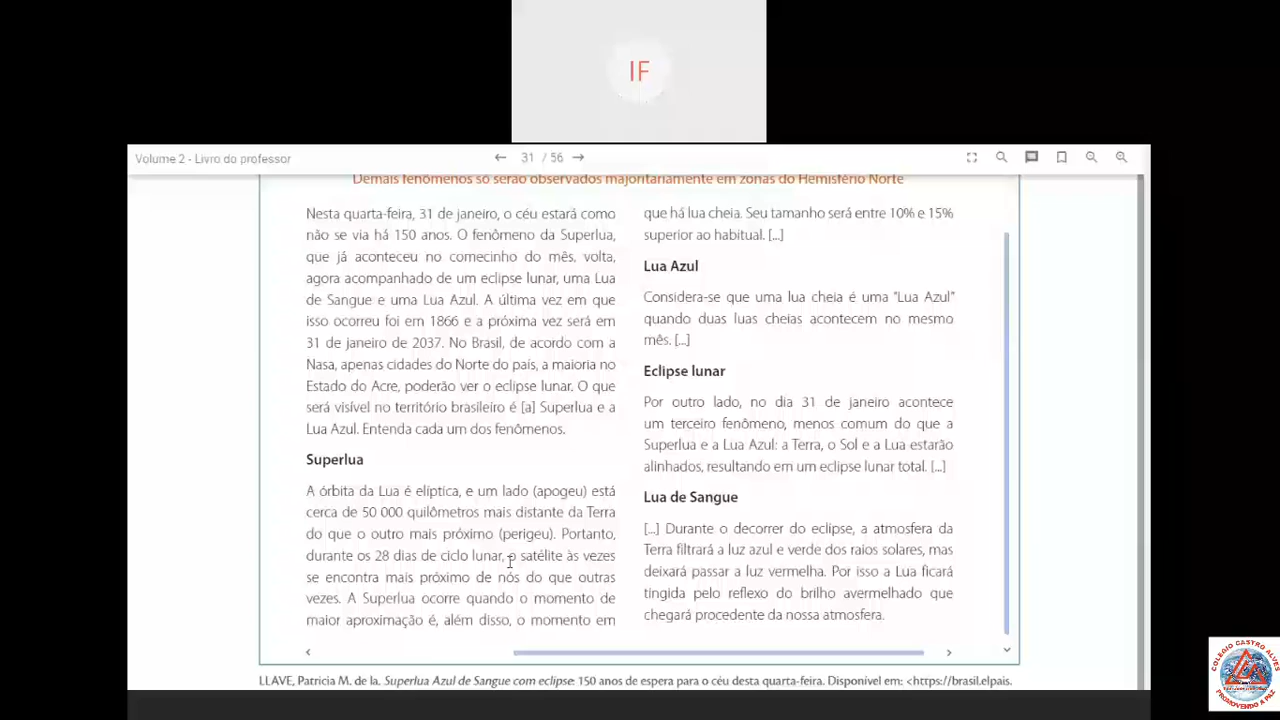 IF
Volume 2 - Livro do professor
31 / 56
Demais fenômenos só serão observados majoritariamente em zonas do Hemisfério Norte
Nesta quarta-feira, 31 de janeiro, o céu estará como
não se via há 150 anos. O fenômeno da Superlua,
que já aconteceu no comecinho do mês, volta,
agora acompanhado de um eclipse lunar, uma Lua
de Sangue e uma Lua Azul. A última vez em que
isso ocorreu foi em 1866 e a próxima vez será em
31 de janeiro de 2037. No Brasil, de acordo com a
Nasa, apenas cidades do Norte do país, a maioria no
Estado do Acre, poderão ver o eclipse lunar. O que
será visível no território brasileiro é [a] Superlua e a
Lua Azul. Entenda cada um dos fenômenos.
Superlua
A órbita da Lua é elíptica, e um lado (apogeu) está
cerca de 50 000 quilômetros mais distante da Terra
do que o outro mais próximo (perigeu). Portanto,
durante os 28 dias de ciclo lunar, o satélite às vezes
se encontra mais próximo de nós do que outras
vezes. A Superlua ocorre quando o momento de
maior aproximação é, além disso, o momento em
que há lua cheia. Seu tamanho será entre 10% e 15%
superior ao habitual. [...]
Lua Azul
Considera-se que uma lua cheia é uma "Lua Azul"
quando duas luas cheias acontecem no mesmo
mês. [...]
Eclipse lunar
Por outro lado, no dia 31 de janeiro acontece
um terceiro fenômeno, menos comum do que a
Superlua e a Lua Azul: a Terra, o Sol e a Lua estarão
alinhados, resultando em um eclipse lunar total. [...]
Lua de Sangue
[...] Durante o decorrer do eclipse, a atmosfera da
Terra filtrará a luz azul e verde dos raios solares, mas
deixará passar a luz vermelha. Por isso a Lua ficará
tingida pelo reflexo do brilho avermelhado que
chegará procedente da nossa atmosfera.
LLAVE, Patricia M. de la. Superlua Azul de Sangue com eclipse: 150 anos de espera para o céu desta quarta-feira. Disponível em: <https://brasil.elpais.
COLÉGIO CASTRO ALVES
PROMOVENDO A PAZ